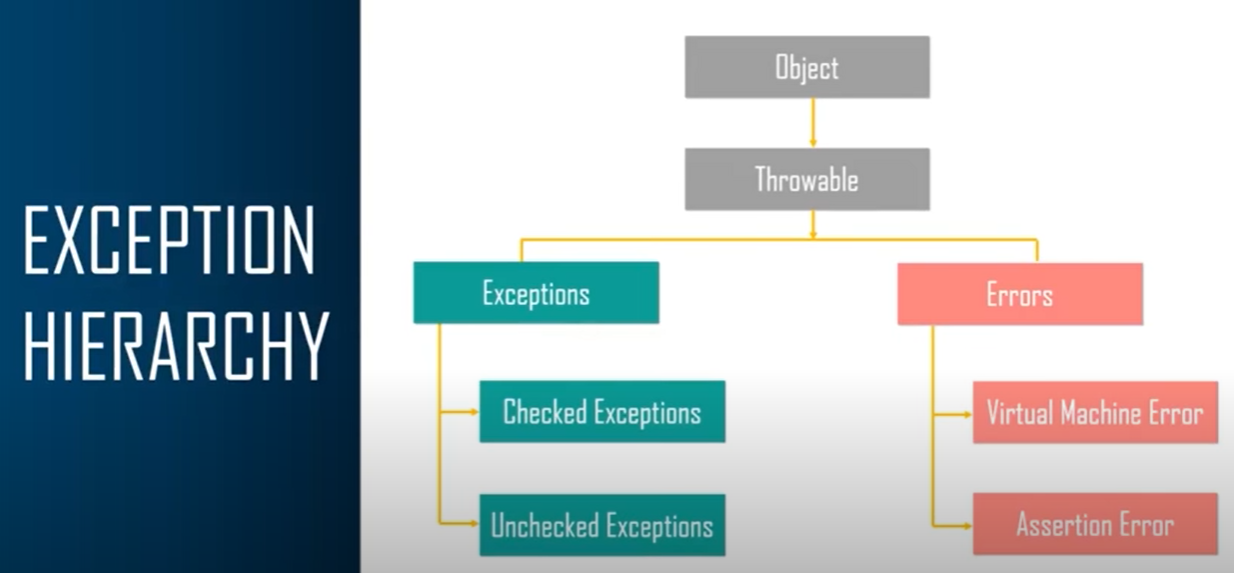 EXCEPTION
HIERARCHY
Object
Throwable
Exceptions
Errors
Checked Exceptions
Virtual Machine Error
Unchecked Exceptions
Assertion Error